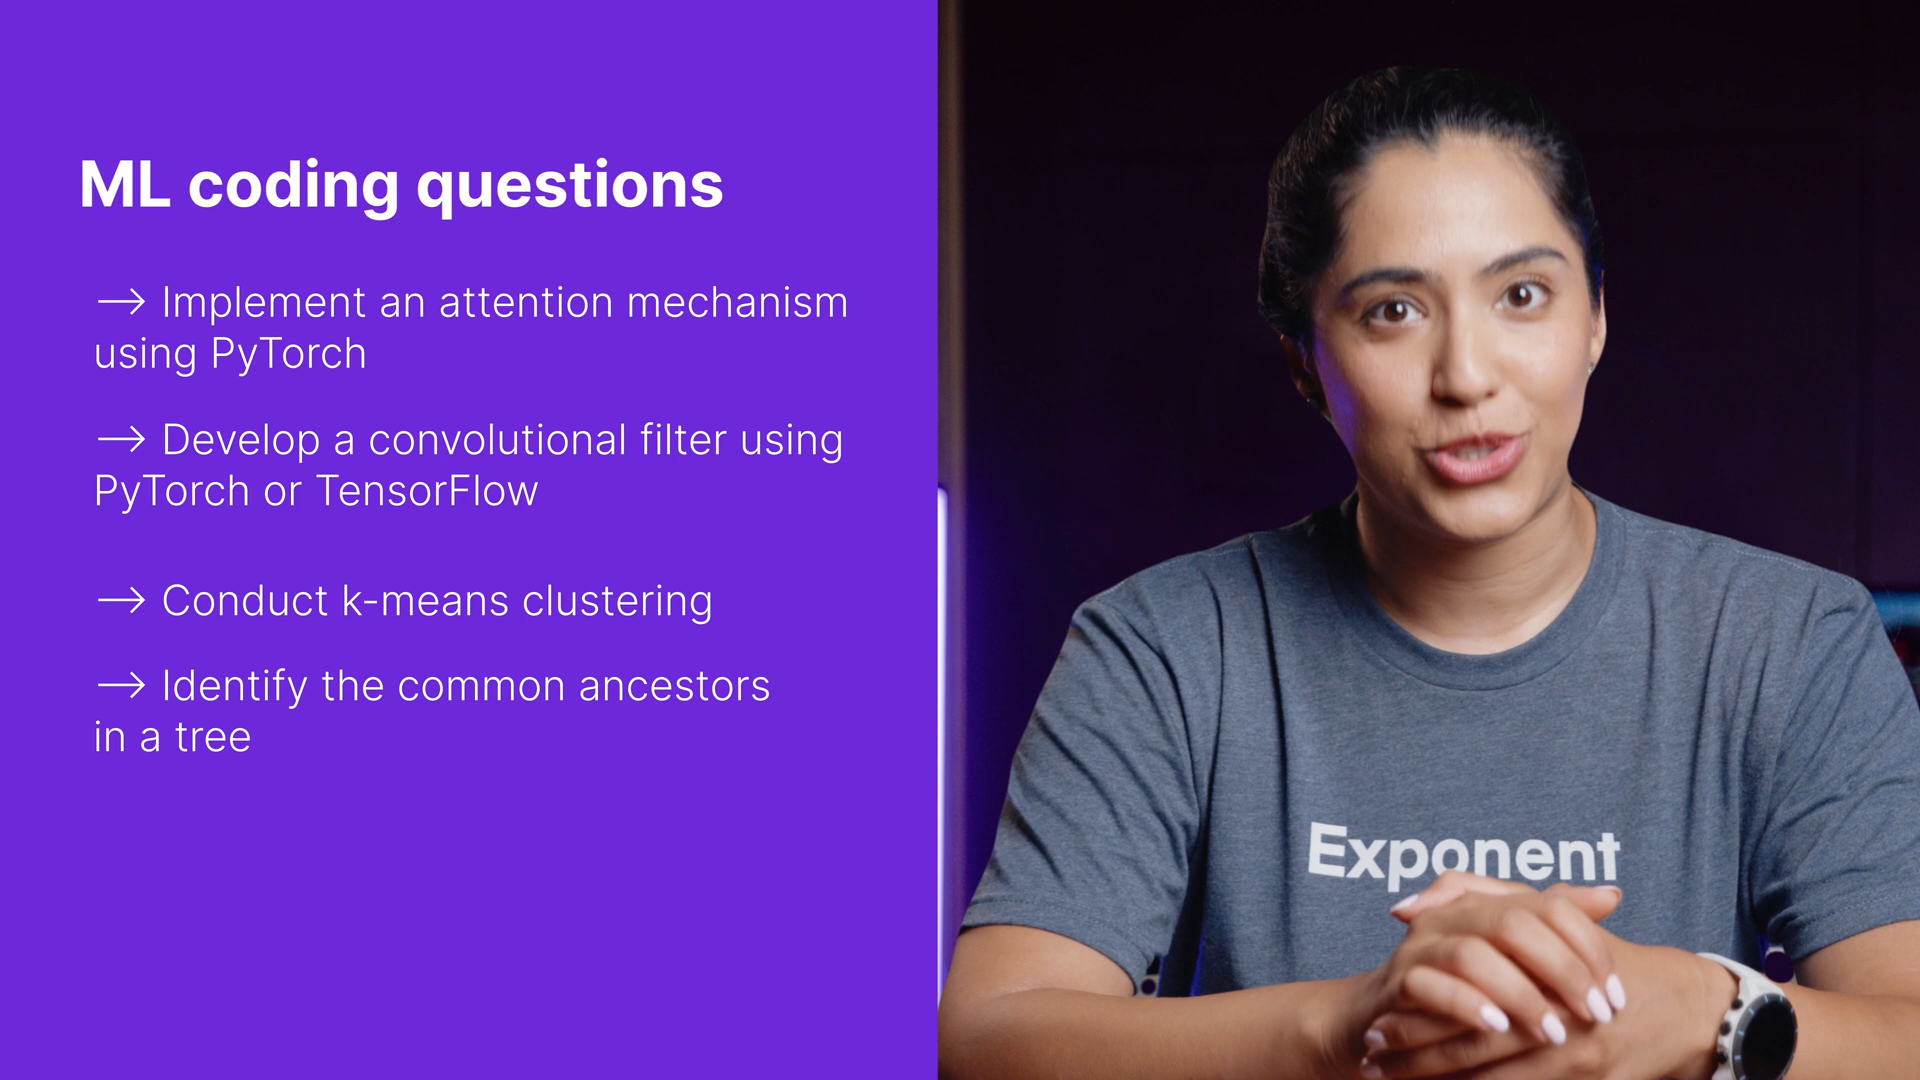 ML coding questions
→ Implement an attention mechanism
using PyTorch
→ Develop a convolutional filter using
PyTorch or TensorFlow
→ Conduct k-means clustering
→ Identify the common ancestors
in a tree
Exponent